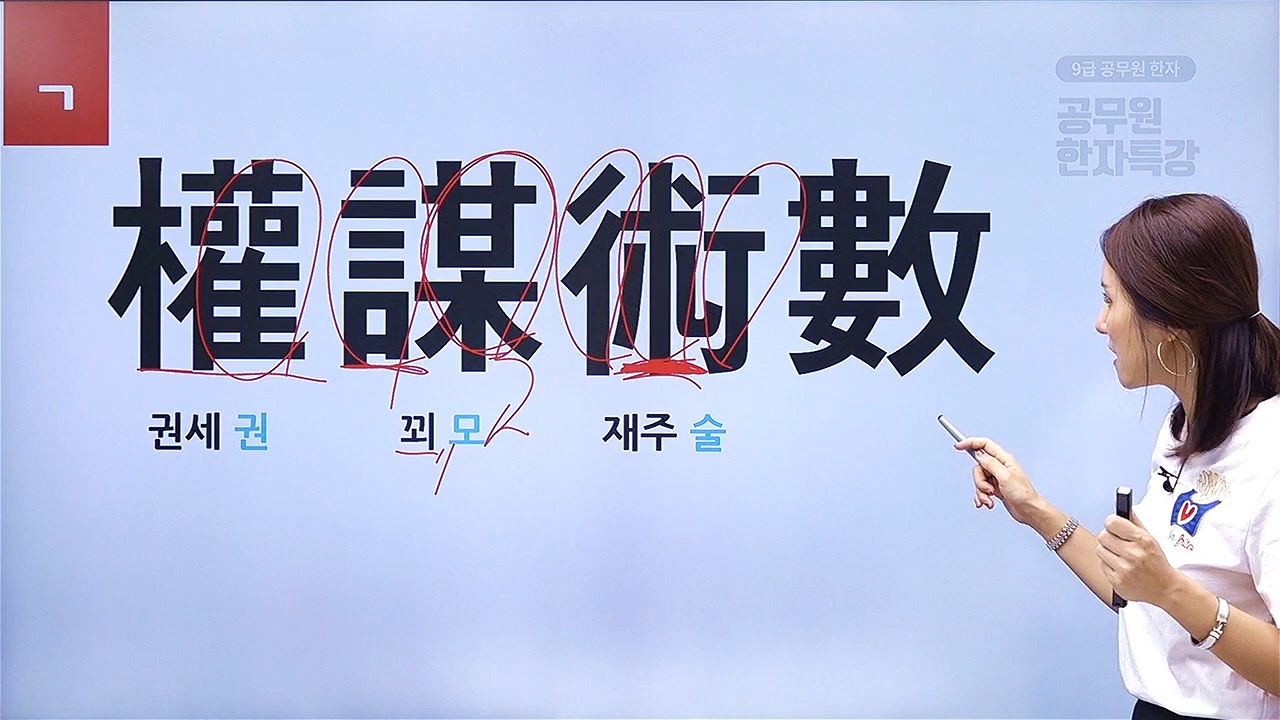 ㄱ
9급 공무원 한자
공무원
한자특강
權謀術數
권세 권 꾀 모 재주 술